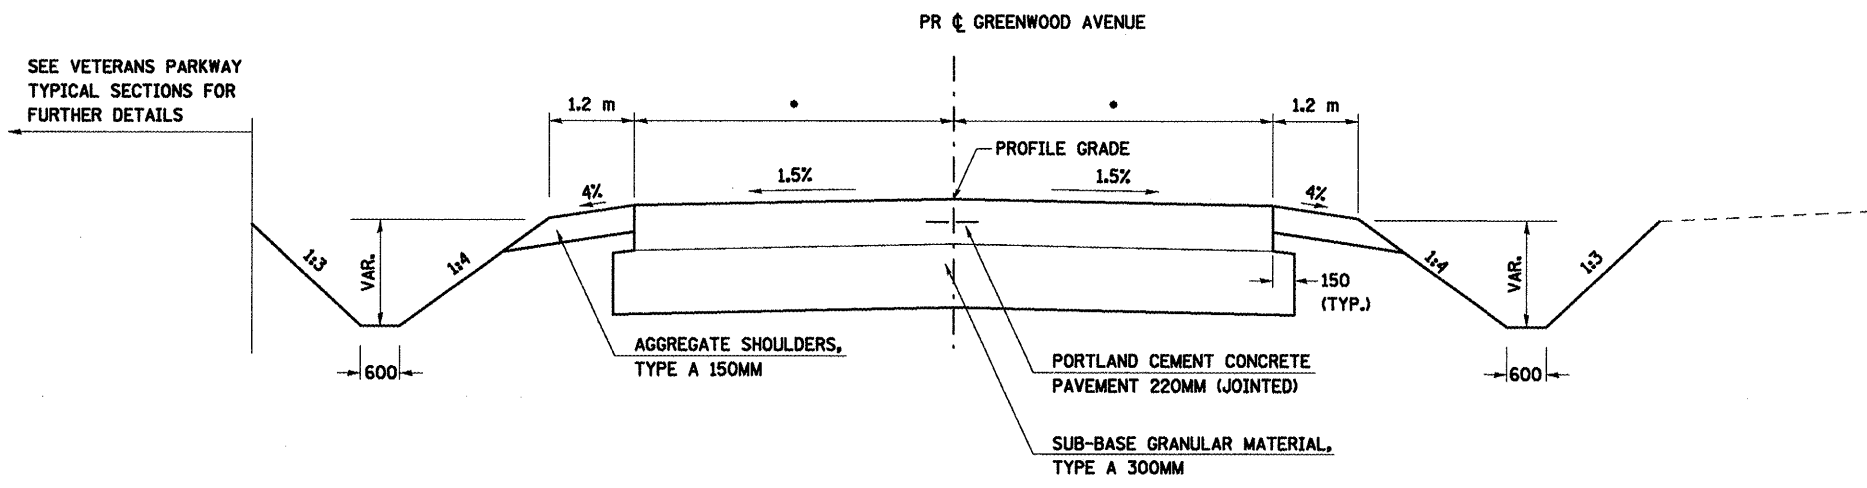 PR ℄ GREENWOOD AVENUE
SEE VETERANS PARKWAY
TYPICAL SECTIONS FOR
FURTHER DETAILS
1.2 m
•
•
1.2 m
PROFILE GRADE
4%
1.5%
1.5%
4%
1:3
VAR.
1:4
1:4
VAR.
1:3
150
(TYP.)
AGGREGATE SHOULDERS,
TYPE A 150MM
PORTLAND CEMENT CONCRETE
PAVEMENT 220MM (JOINTED)
600
600
SUB-BASE GRANULAR MATERIAL,
TYPE A 300MM